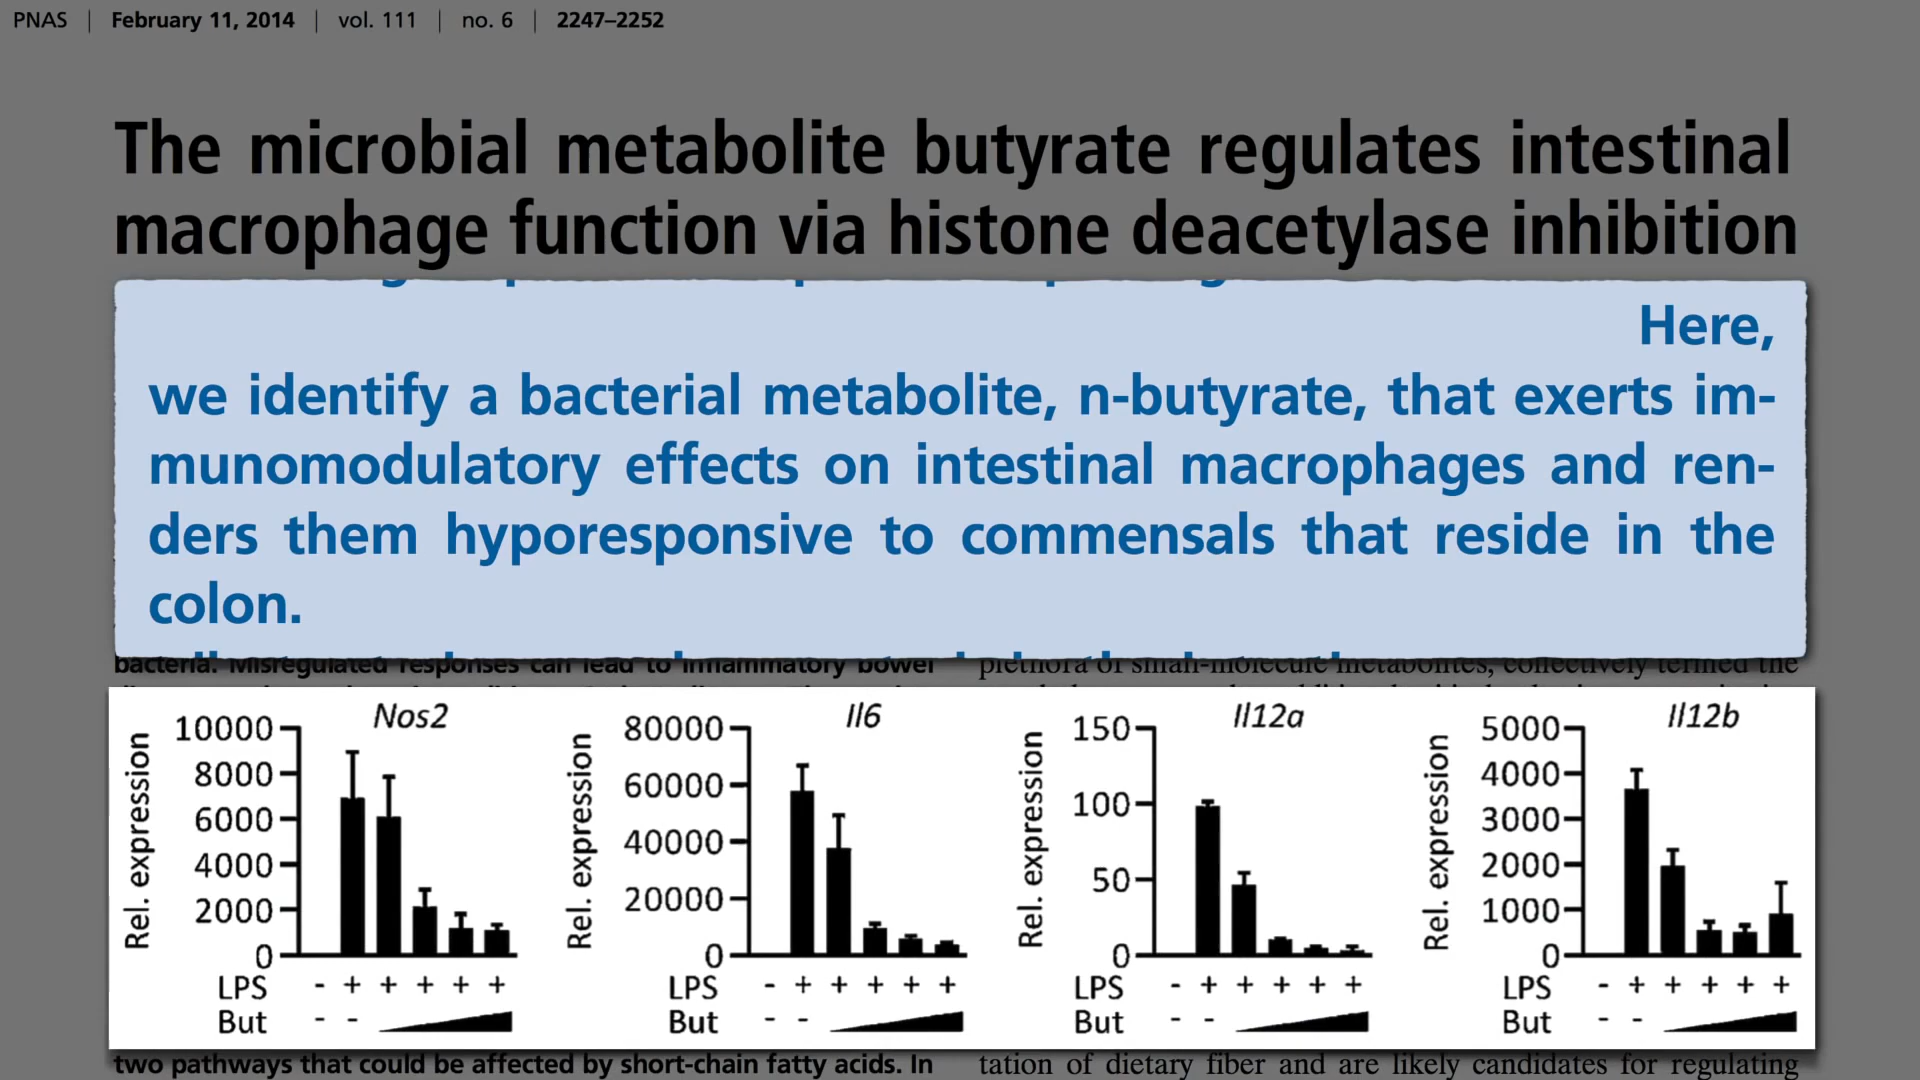 PNAS | February 11, 2014 | vol. 111 | no. 6 | 2247–2252
The microbial metabolite butyrate regulates intestinal
macrophage function via histone deacetylase inhibition
Here,
we identify a bacterial metabolite, n-butyrate, that exerts im-
munomodulatory effects on intestinal macrophages and ren-
ders them hyporesponsive to commensals that reside in the
colon.
bacteria. Misregulated responses can lead to inflammatory bowel
plethora of small-molecule metabolites, collectively termed the
Nos2
Rel. expression
10000
8000
6000
4000
2000
0
LPS - + + + + +
But - -
Il6
Rel. expression
80000
60000
40000
20000
0
LPS - + + + + +
But - -
Il12a
Rel. expression
150
100
50
0
LPS - + + + + +
But - -
Il12b
Rel. expression
5000
4000
3000
2000
1000
0
LPS - + + + + +
But - -
two pathways that could be affected by short-chain fatty acids. In
tation of dietary fiber and are likely candidates for regulating